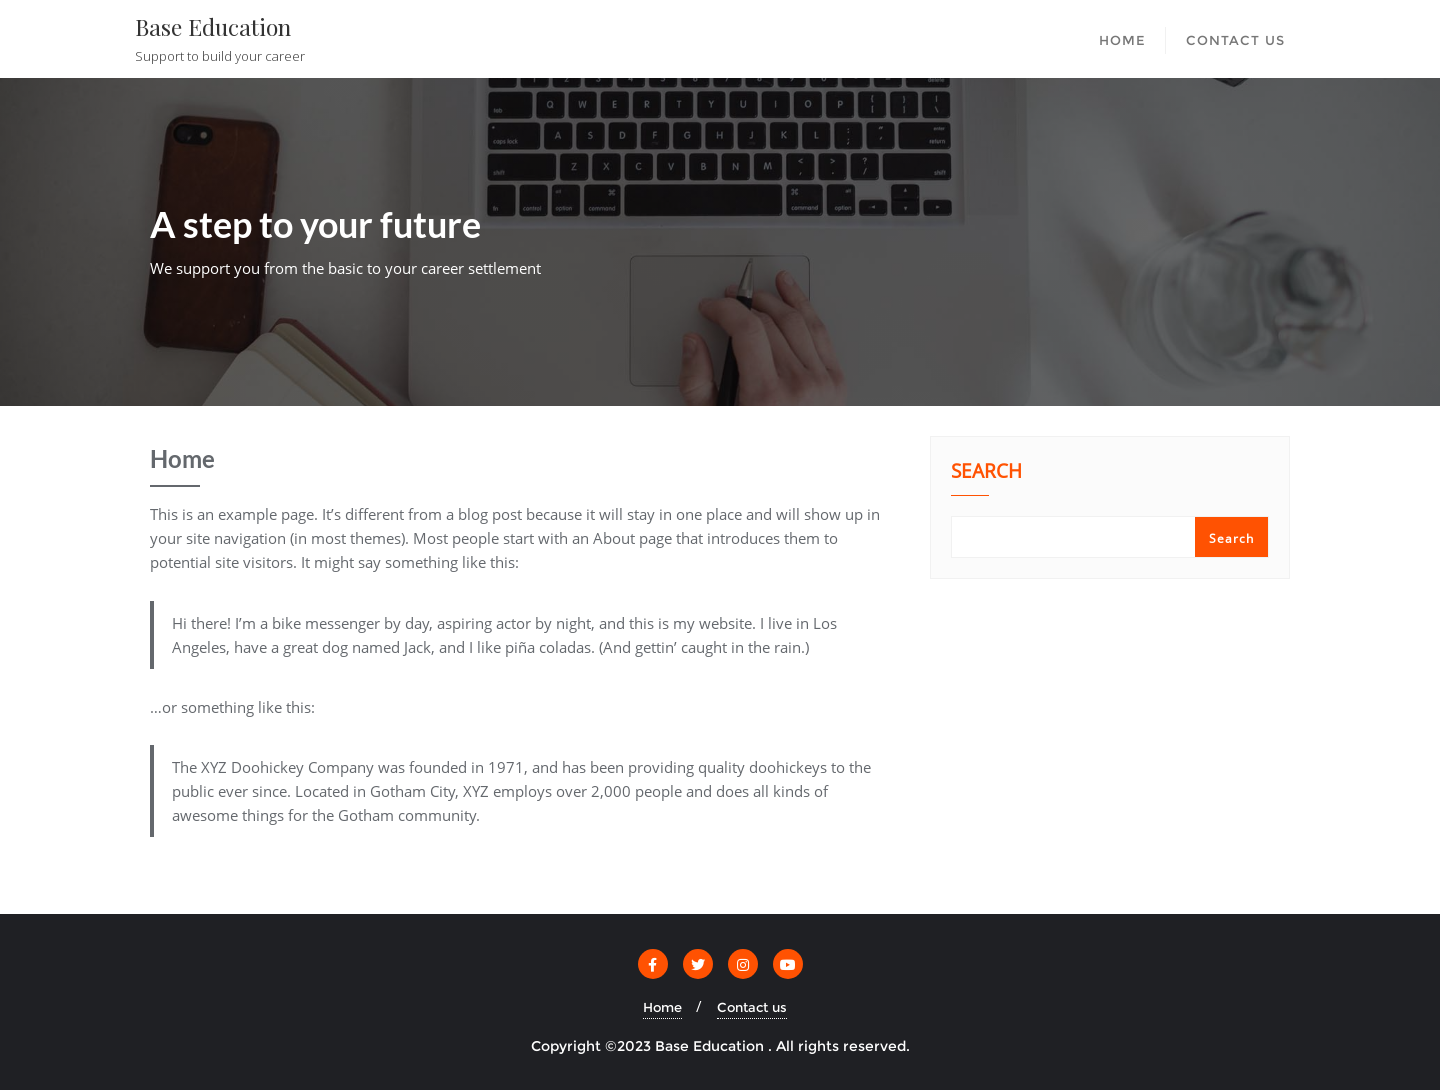 Base Education
Support to build your career
HOME
CONTACT US
A step to your future
We support you from the basic to your career settlement
Home
This is an example page. It’s different from a blog post because it will stay in one place and will show up in
your site navigation (in most themes). Most people start with an About page that introduces them to
potential site visitors. It might say something like this:
Hi there! I’m a bike messenger by day, aspiring actor by night, and this is my website. I live in Los
Angeles, have a great dog named Jack, and I like piña coladas. (And gettin’ caught in the rain.)
…or something like this:
The XYZ Doohickey Company was founded in 1971, and has been providing quality doohickeys to the
public ever since. Located in Gotham City, XYZ employs over 2,000 people and does all kinds of
awesome things for the Gotham community.
SEARCH
Search
Home / Contact us
Copyright ©2023 Base Education . All rights reserved.